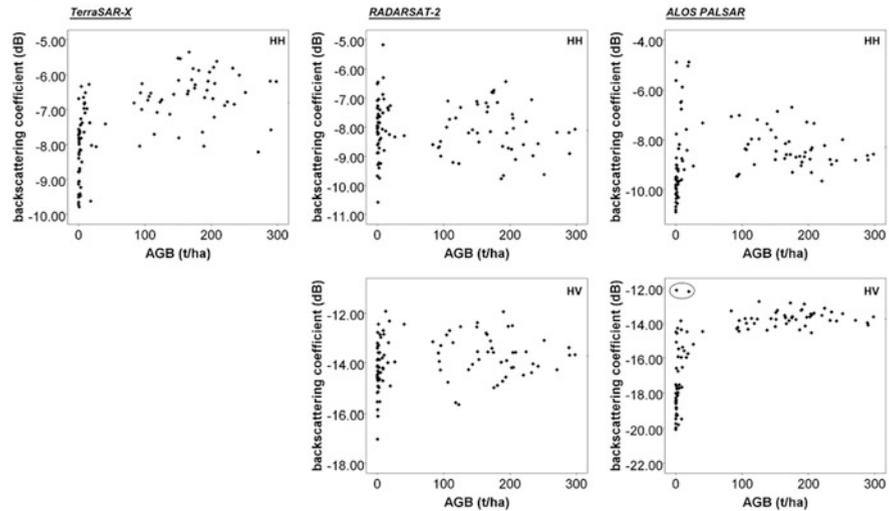 TerraSAR-X
RADARSAT-2
ALOS PALSAR
backscattering coefficient (dB)
-5.00
-6.00
-7.00
-8.00
-9.00
-10.00
HH
0 100 200 300
AGB (t/ha)
backscattering coefficient (dB)
-5.00
-6.00
-7.00
-8.00
-9.00
-10.00
-11.00
HH
0 100 200 300
AGB (t/ha)
backscattering coefficient (dB)
-4.00
-6.00
-8.00
-10.00
HH
0 100 200 300
AGB (t/ha)
backscattering coefficient (dB)
-12.00
-14.00
-16.00
-18.00
HV
0 100 200 300
AGB (t/ha)
backscattering coefficient (dB)
-12.00
-14.00
-16.00
-18.00
-20.00
-22.00
HV
0 100 200 300
AGB (t/ha)